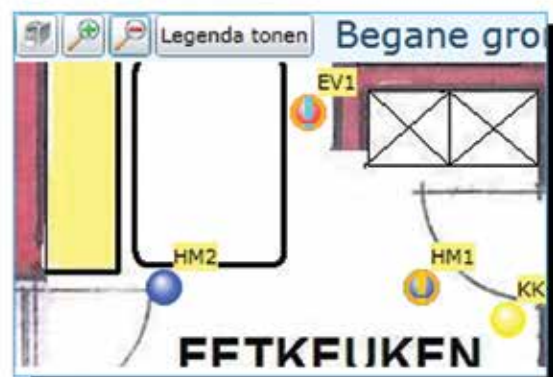 Legenda tonen Begane gro
EV1
HM2
HM1
KK
EETKEUKEN